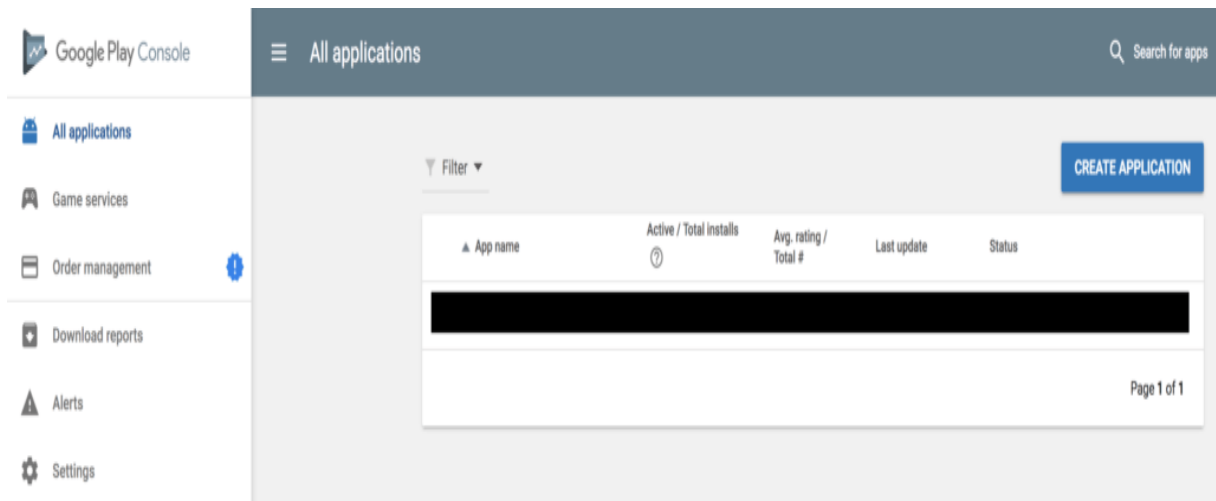 Google Play Console
All applications
Search for apps
All applications
Game services
Order management
Download reports
Alerts
Settings
Filter
CREATE APPLICATION
App name
Active / Total installs
Avg. rating /
Total #
Last update
Status
Page 1 of 1